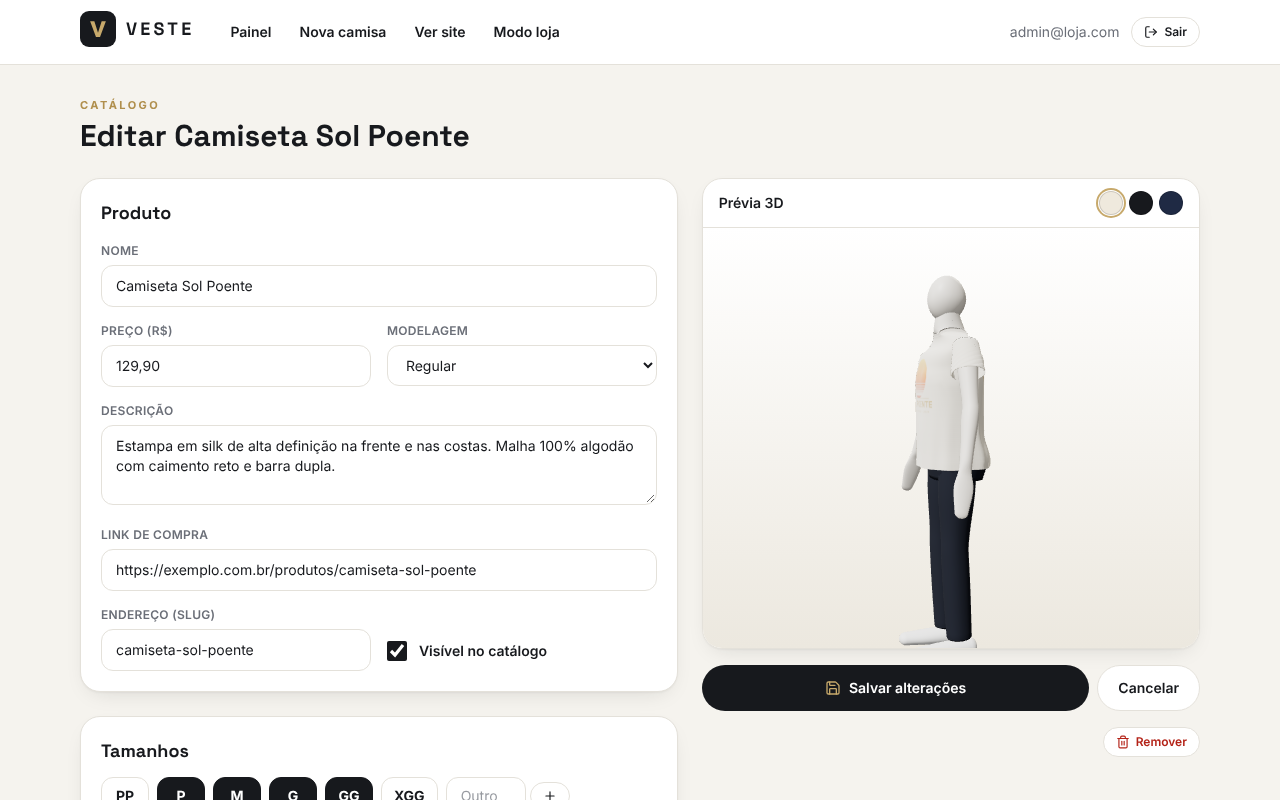 V VESTE
Painel
Nova camisa
Ver site
Modo loja
admin@loja.com
Sair
CATÁLOGO
Editar Camiseta Sol Poente
Produto
NOME
Camiseta Sol Poente
PREÇO (R$)
MODELAGEM
129,90
Regular
DESCRIÇÃO
Estampa em silk de alta definição na frente e nas costas. Malha 100% algodão
com caimento reto e barra dupla.
LINK DE COMPRA
https://exemplo.com.br/produtos/camiseta-sol-poente
ENDEREÇO (SLUG)
camiseta-sol-poente
Visível no catálogo
Tamanhos
PP
P
M
G
GG
XGG
Outro
+
Prévia 3D
Salvar alterações
Cancelar
Remover